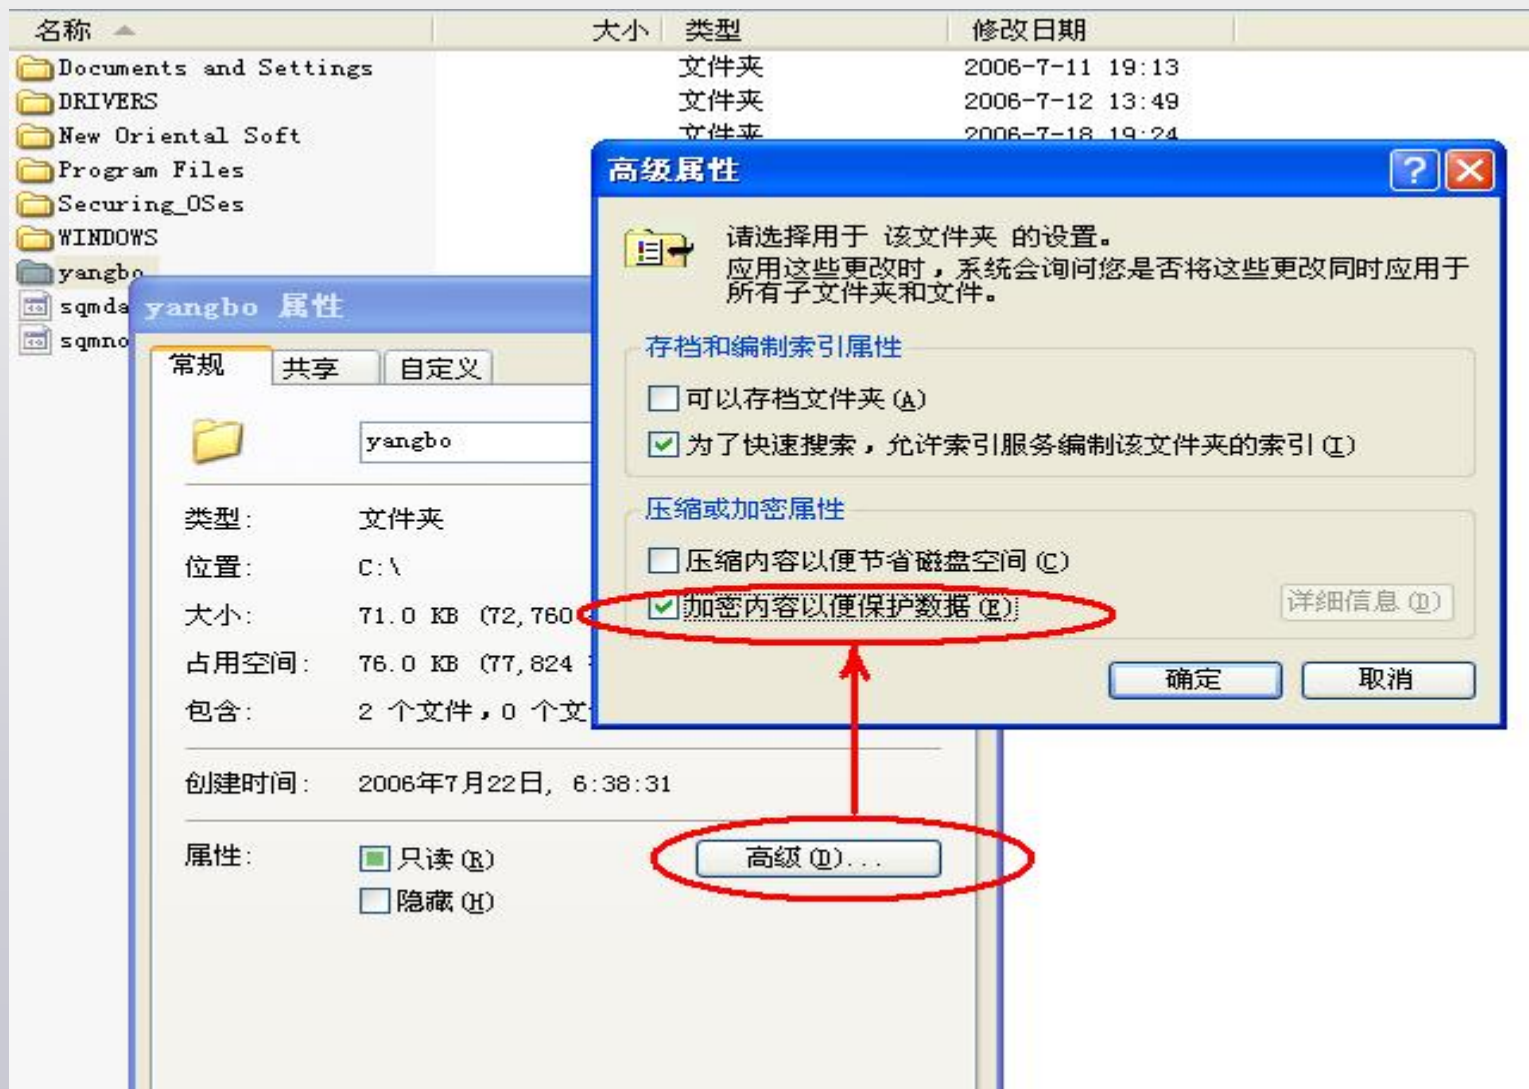 名称 大小 类型 修改日期
Documents and Settings 文件夹 2006-7-11 19:13
DRIVERS 文件夹 2006-7-12 13:49
New Oriental Soft 文件夹 2006-7-18 19:24
Program Files
Securing_OSes
WINDOWS
yangbo
sqmda
sqmno
yangbo 属性
常规 共享 自定义
yangbo
类型: 文件夹
位置: C:\
大小: 71.0 KB (72,760
占用空间: 76.0 KB (77,824
包含: 2 个文件,0 个文
创建时间: 2006年7月22日, 6:38:31
属性: 只读(R) 高级(D)...
隐藏(H)
高级属性
请选择用于 该文件夹 的设置。
应用这些更改时,系统会询问您是否将这些更改同时应用于
所有子文件夹和文件。
存档和编制索引属性
可以存档文件夹(A)
为了快速搜索,允许索引服务编制该文件夹的索引(I)
压缩或加密属性
压缩内容以便节省磁盘空间(C)
加密内容以便保护数据(E) 详细信息(D)
确定 取消